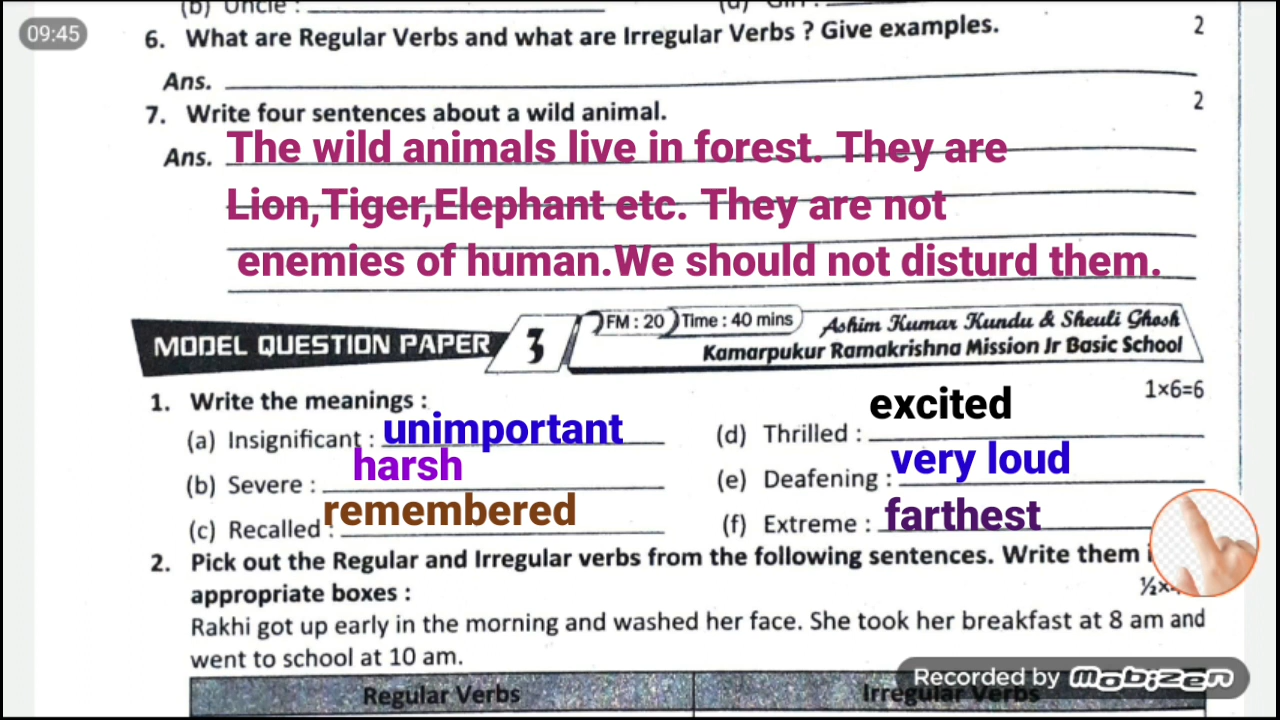 09:45
(b) Uncle :
6. What are Regular Verbs and what are Irregular Verbs ? Give examples. 2
Ans.
7. Write four sentences about a wild animal. 2
Ans. The wild animals live in forest. They are
Lion,Tiger,Elephant etc. They are not
enemies of human.We should not disturd them.
MODEL QUESTION PAPER 3 FM : 20 Time : 40 mins Ashim Kumar Kundu & Sheuli Ghosh
Kamarpukur Ramakrishna Mission Jr Basic School
1. Write the meanings : 1×6=6
(a) Insignificant : unimportant (d) Thrilled : excited
(b) Severe : harsh (e) Deafening : very loud
(c) Recalled : remembered (f) Extreme : farthest
2. Pick out the Regular and Irregular verbs from the following sentences. Write them
appropriate boxes : ½×
Rakhi got up early in the morning and washed her face. She took her breakfast at 8 am and
went to school at 10 am.
Regular Verbs Irregular Verbs
Recorded by mobizen